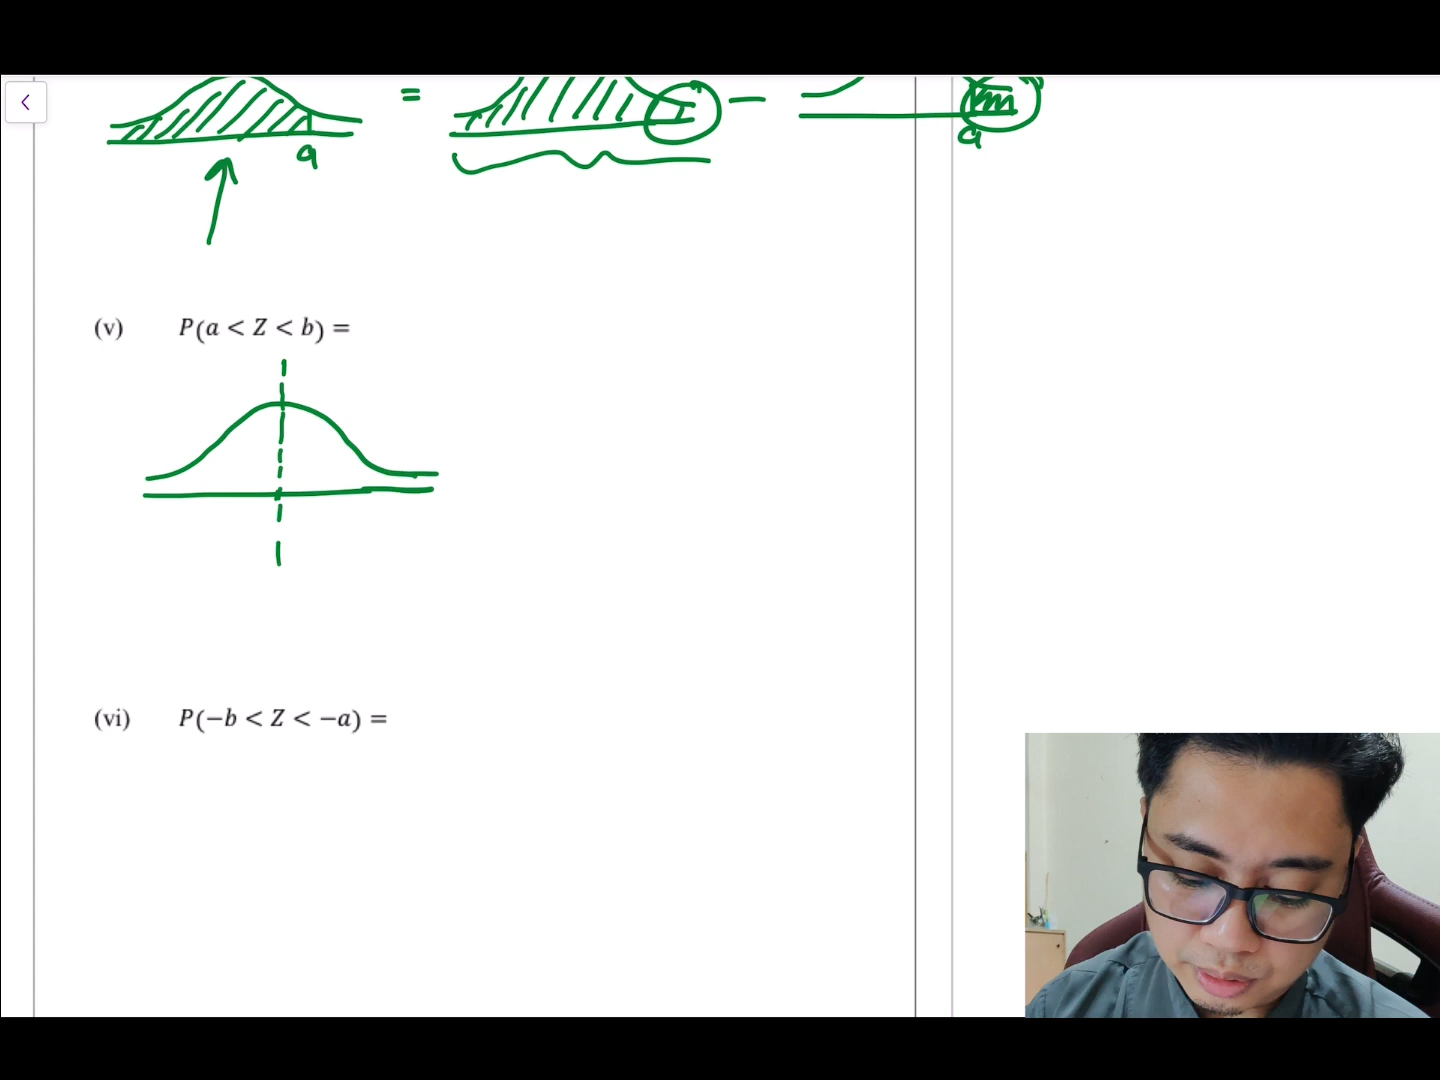 = –
a a
(v) P(a < Z < b) =
(vi) P(−b < Z < −a) =